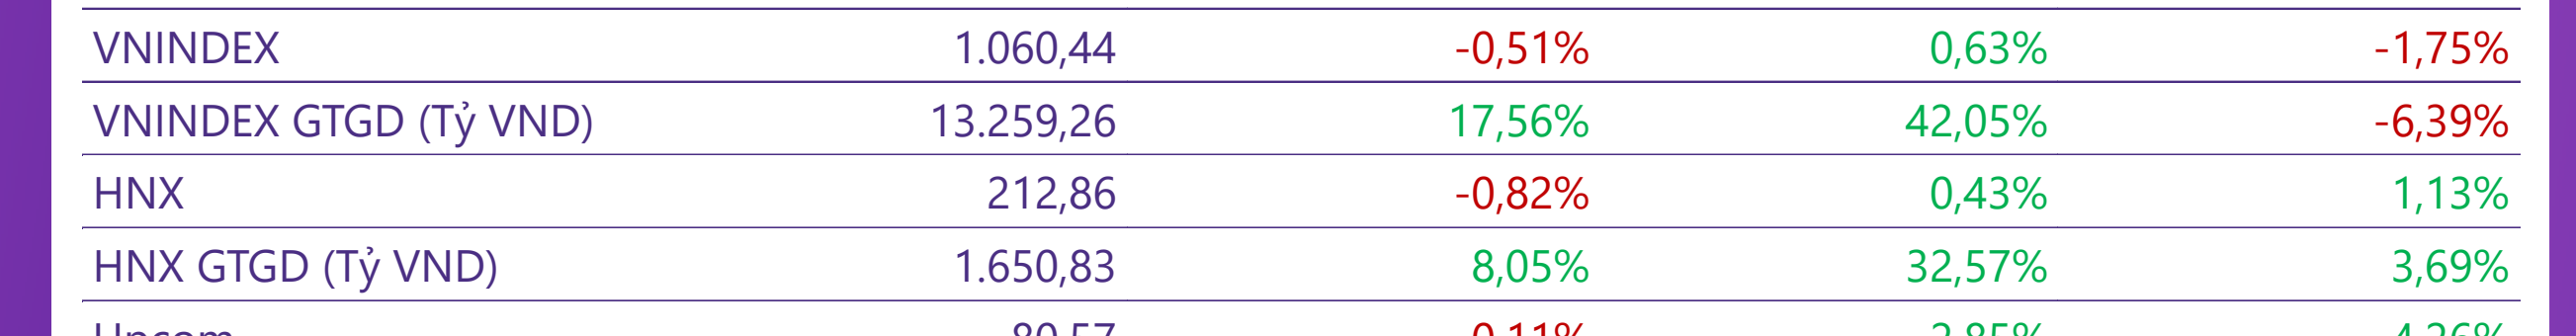 VNINDEX 1.060,44 -0,51% 0,63% -1,75%
VNINDEX GTGD (Tỷ VND) 13.259,26 17,56% 42,05% -6,39%
HNX 212,86 -0,82% 0,43% 1,13%
HNX GTGD (Tỷ VND) 1.650,83 8,05% 32,57% 3,69%